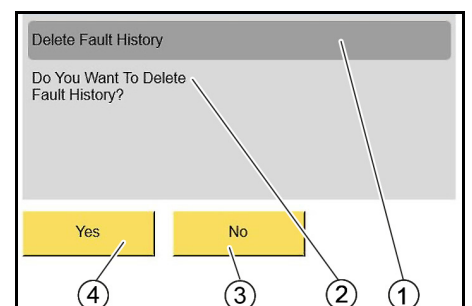 Delete Fault History
Do You Want To Delete
Fault History?
Yes
No
4
3
2
1